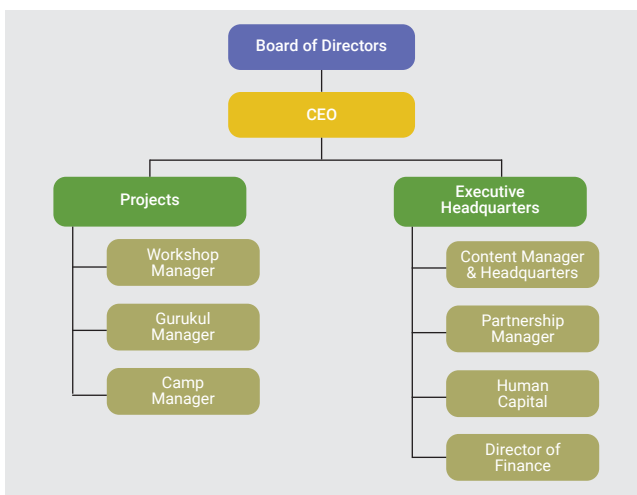 Board of Directors
CEO
Projects
Workshop
Manager
Gurukul
Manager
Camp
Manager
Executive
Headquarters
Content Manager
& Headquarters
Partnership
Manager
Human
Capital
Director of
Finance